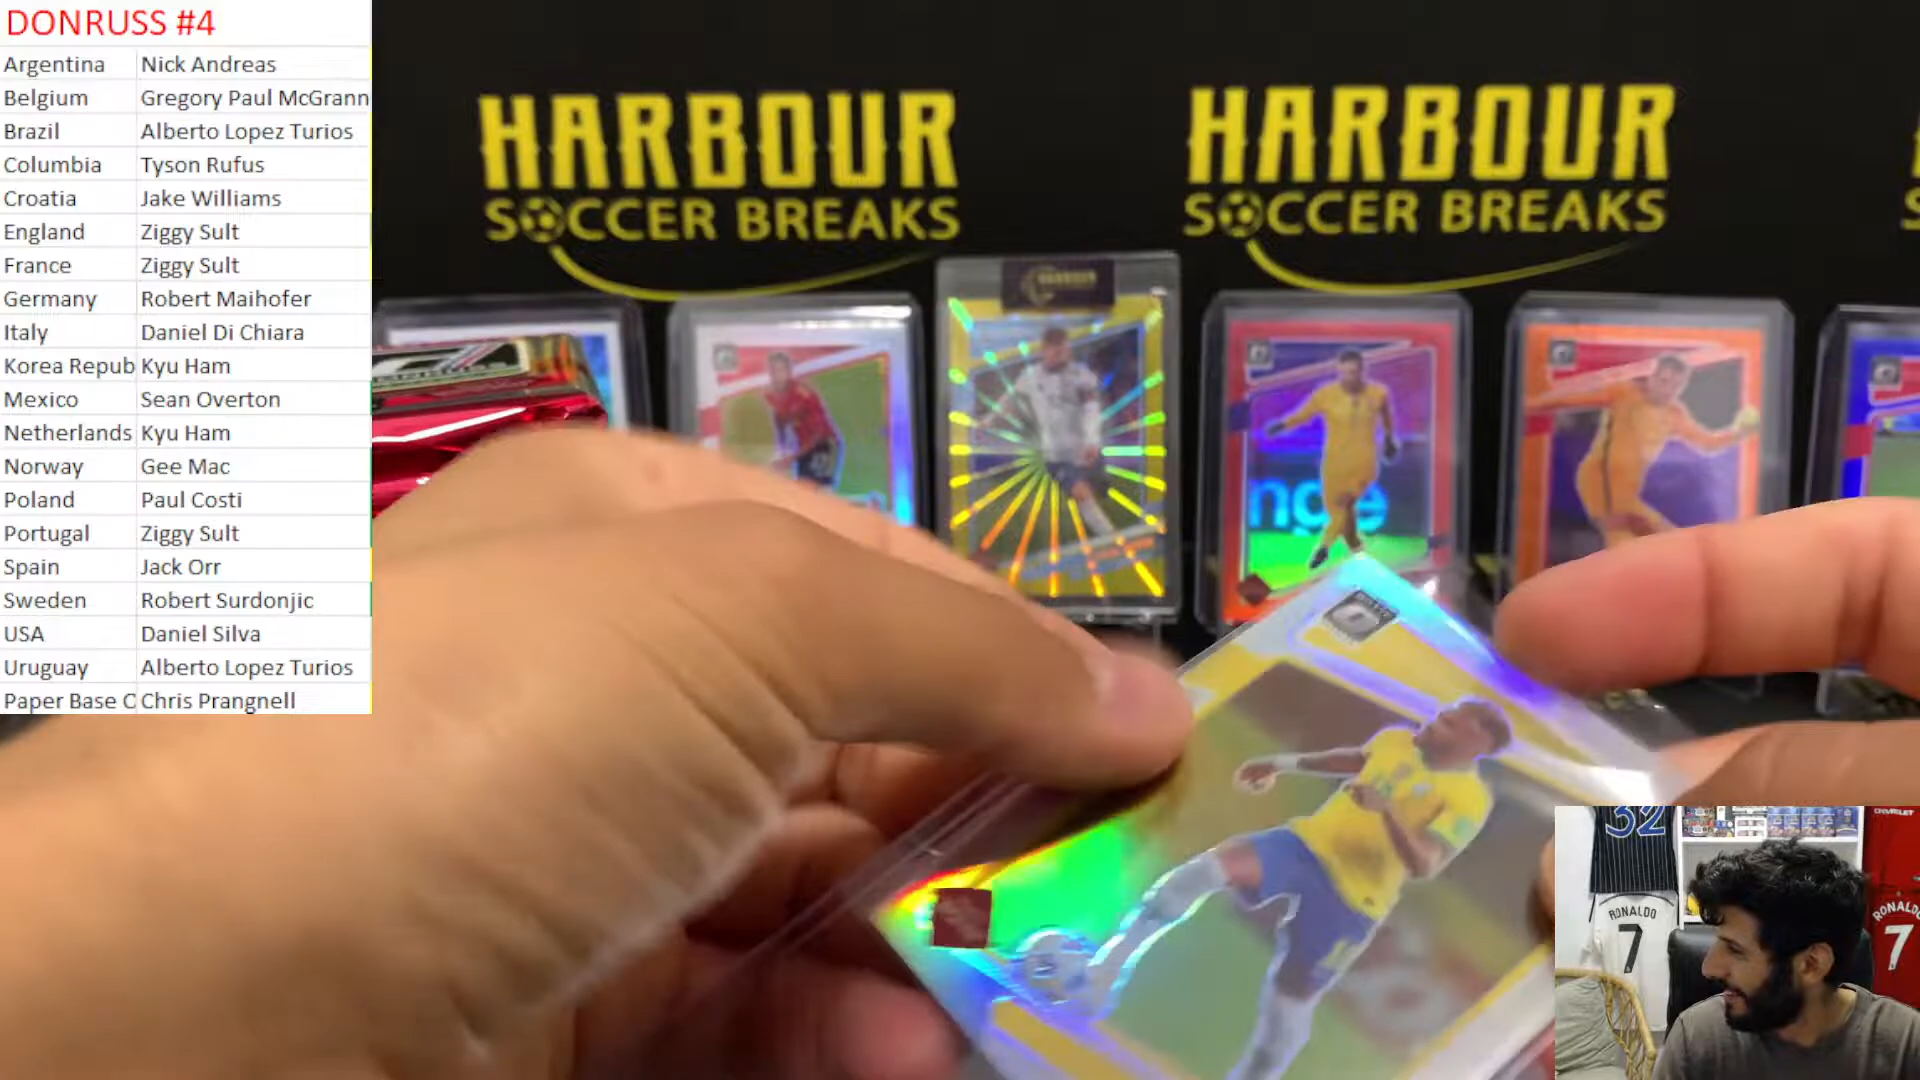 DONRUSS #4
Argentina Nick Andreas
Belgium Gregory Paul McGrann
Brazil Alberto Lopez Turios
Columbia Tyson Rufus
Croatia Jake Williams
England Ziggy Sult
France Ziggy Sult
Germany Robert Maihofer
Italy Daniel Di Chiara
Korea Repub Kyu Ham
Mexico Sean Overton
Netherlands Kyu Ham
Norway Gee Mac
Poland Paul Costi
Portugal Ziggy Sult
Spain Jack Orr
Sweden Robert Surdonjic
USA Daniel Silva
Uruguay Alberto Lopez Turios
Paper Base C Chris Prangnell
HARBOUR
SOCCER BREAKS
HARBOUR
SOCCER BREAKS
HARBOUR
nge
32
CHEVROLET
RONALDO
7
RONALDO
7